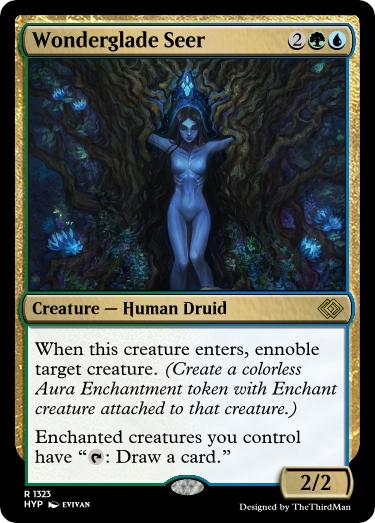 Wonderglade Seer 2
Creature — Human Druid
When this creature enters, ennoble
target creature. (Create a colorless
Aura Enchantment token with Enchant
creature attached to that creature.)
Enchanted creatures you control
have “: Draw a card.”
2/2
R 1323
HYP EVIVAN
Designed by TheThirdMan